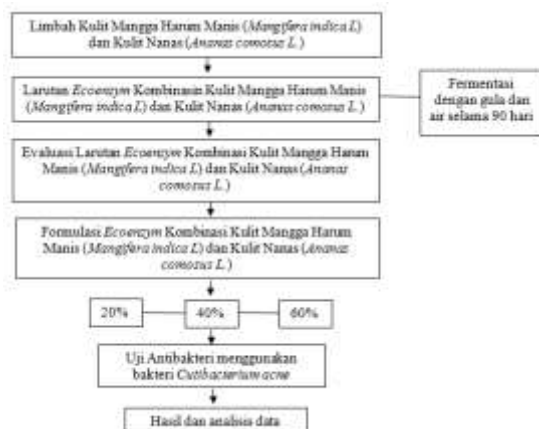 Limbah Kulit Mangga Harum Manis (Mangifera indica L)
dan Kulit Nanas (Ananas comosus L.)
Larutan Ecoenzym Kombinasis Kulit Mangga Harum Manis
(Mangifera indica L) dan Kulit Nanas (Ananas comosus L.)
Fermentasi
dengan gula dan
air selama 90 hari
Evaluasi Larutan Ecoenzym Kombinasi Kulit Mangga Harum
Manis (Mangifera indica L) dan Kulit Nanas (Ananas
comosus L.)
Formulasi Ecoenzym Kombinasi Kulit Mangga Harum
Manis (Mangifera indica L) dan Kulit Nanas (Ananas
comosus L.)
20%
40%
60%
Uji Antibakteri menggunakan
bakteri Cutibacterium acne
Hasil dan analisis data